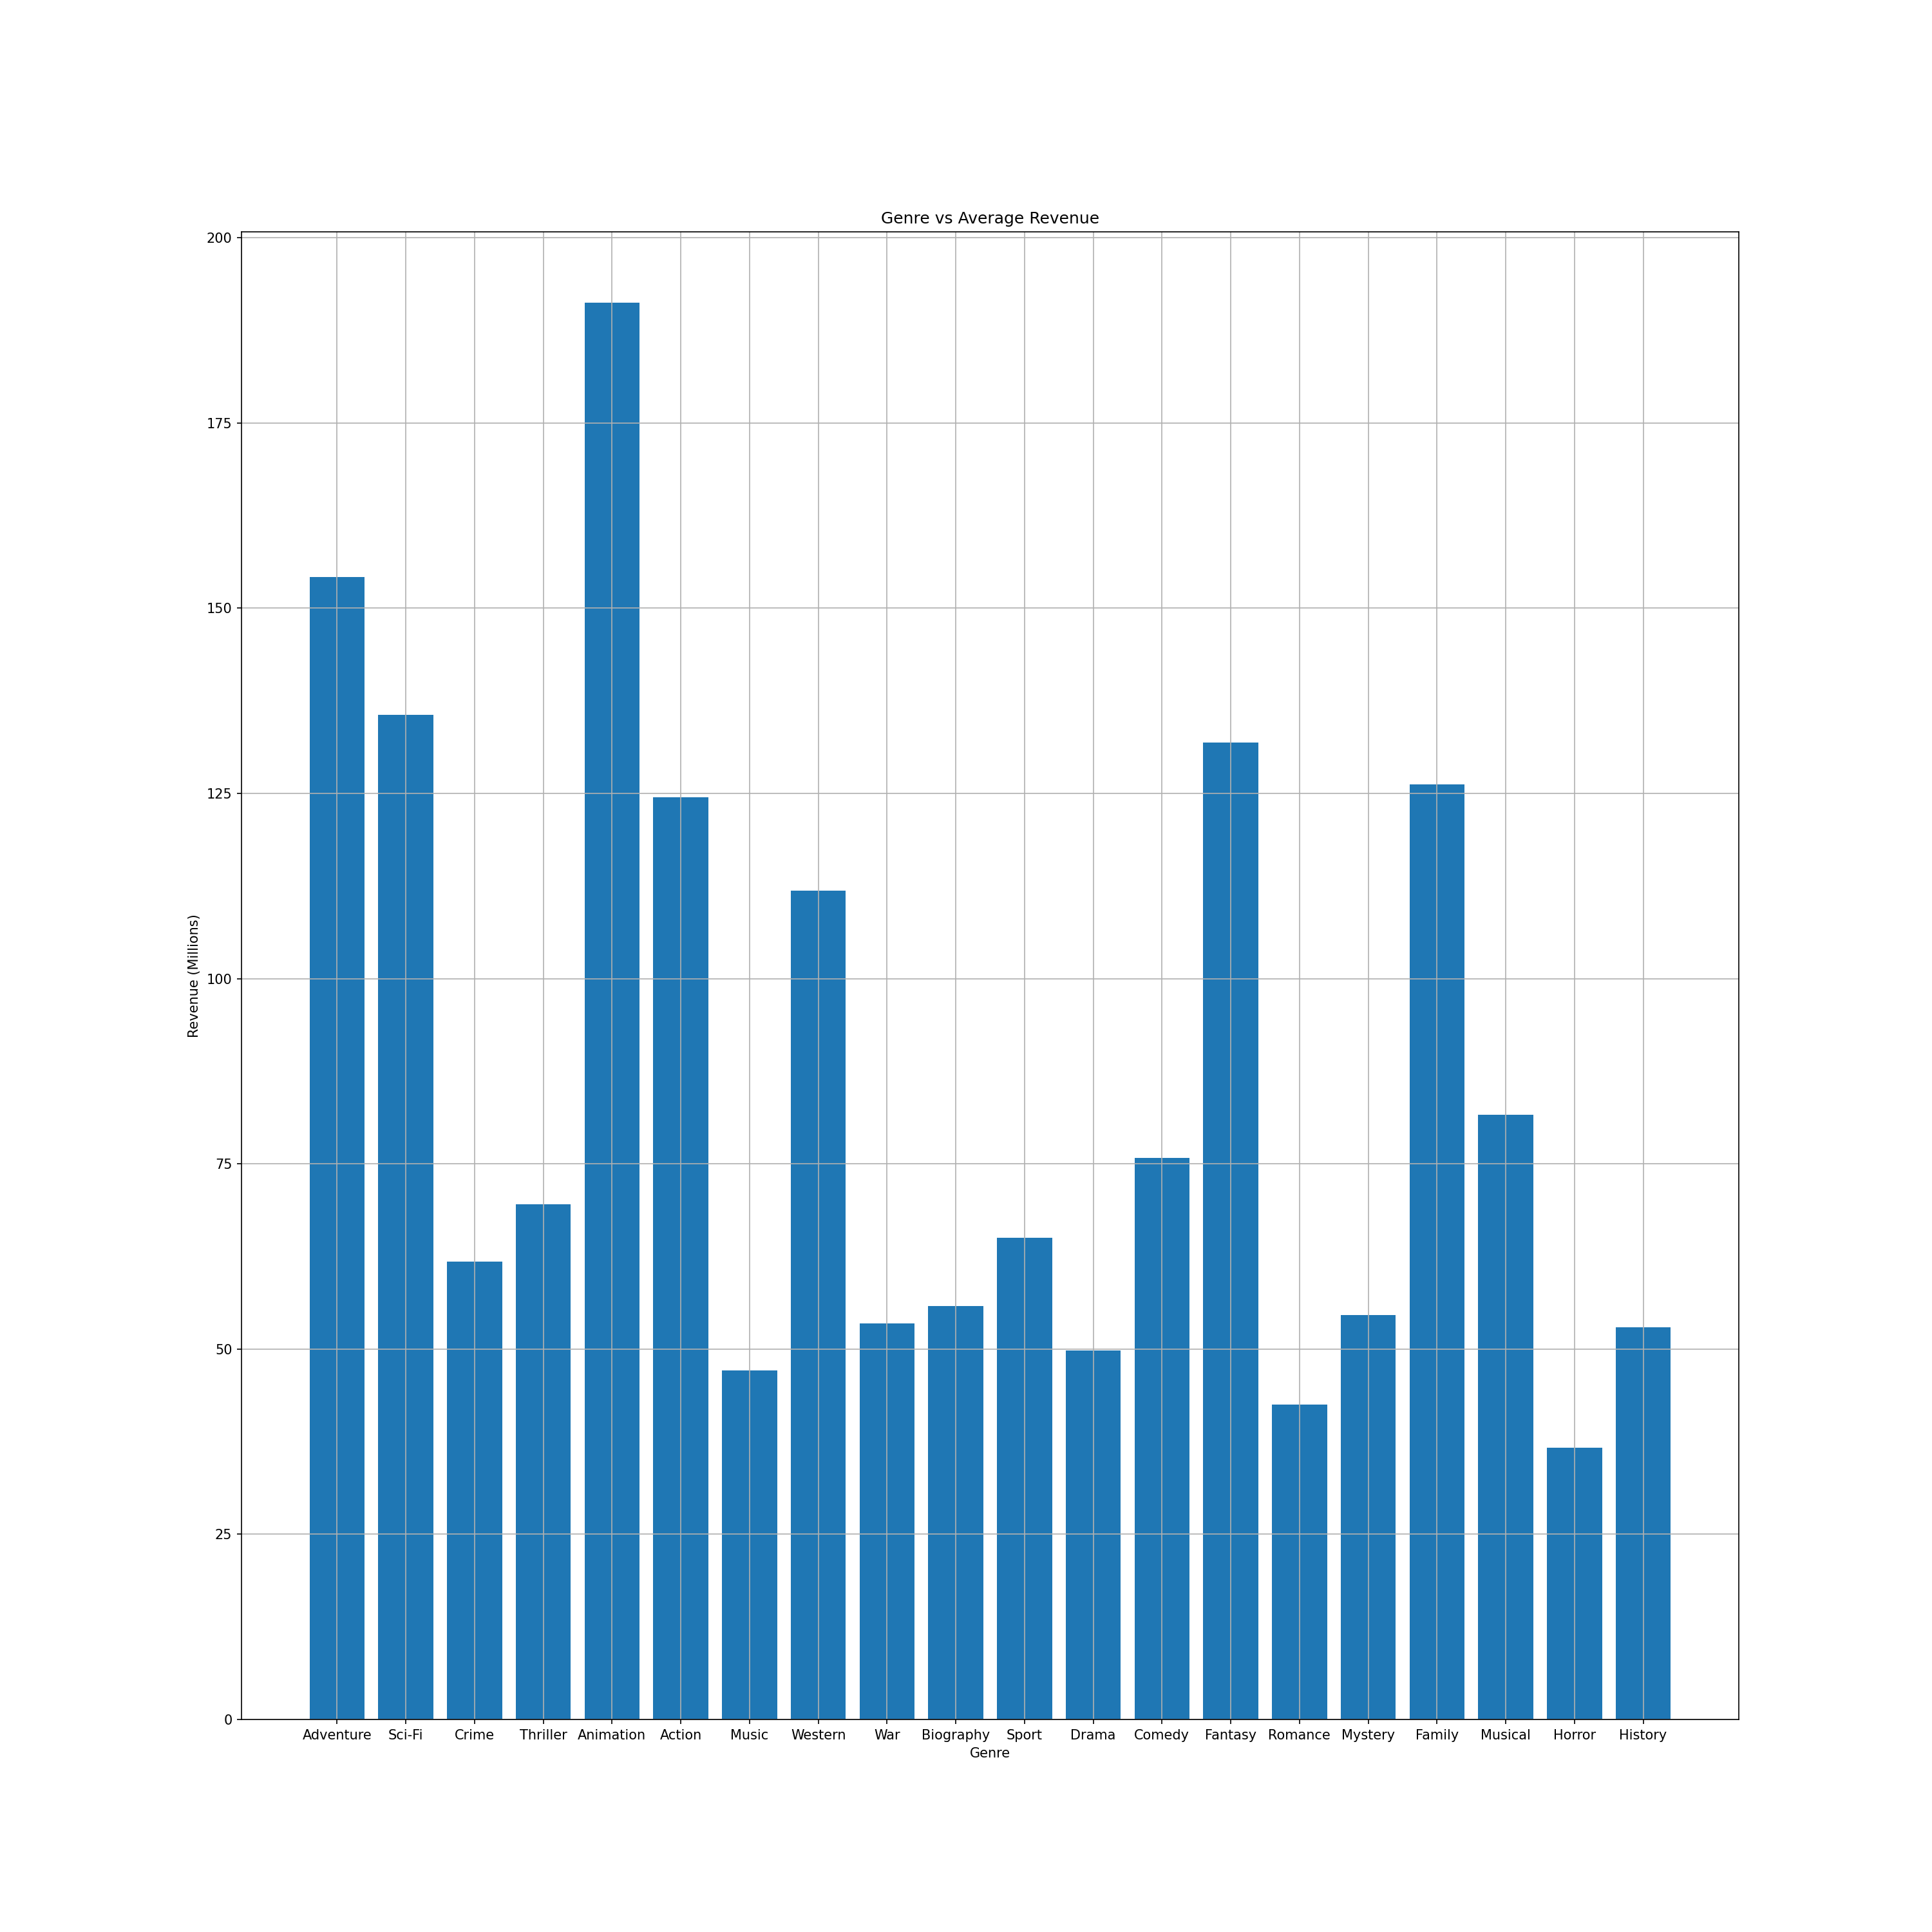 Genre vs Average Revenue
Revenue (Millions)
200
175
150
125
100
75
50
25
0
Adventure Sci-Fi Crime Thriller Animation Action Music Western War Biography Sport Drama Comedy Fantasy Romance Mystery Family Musical Horror History
Genre